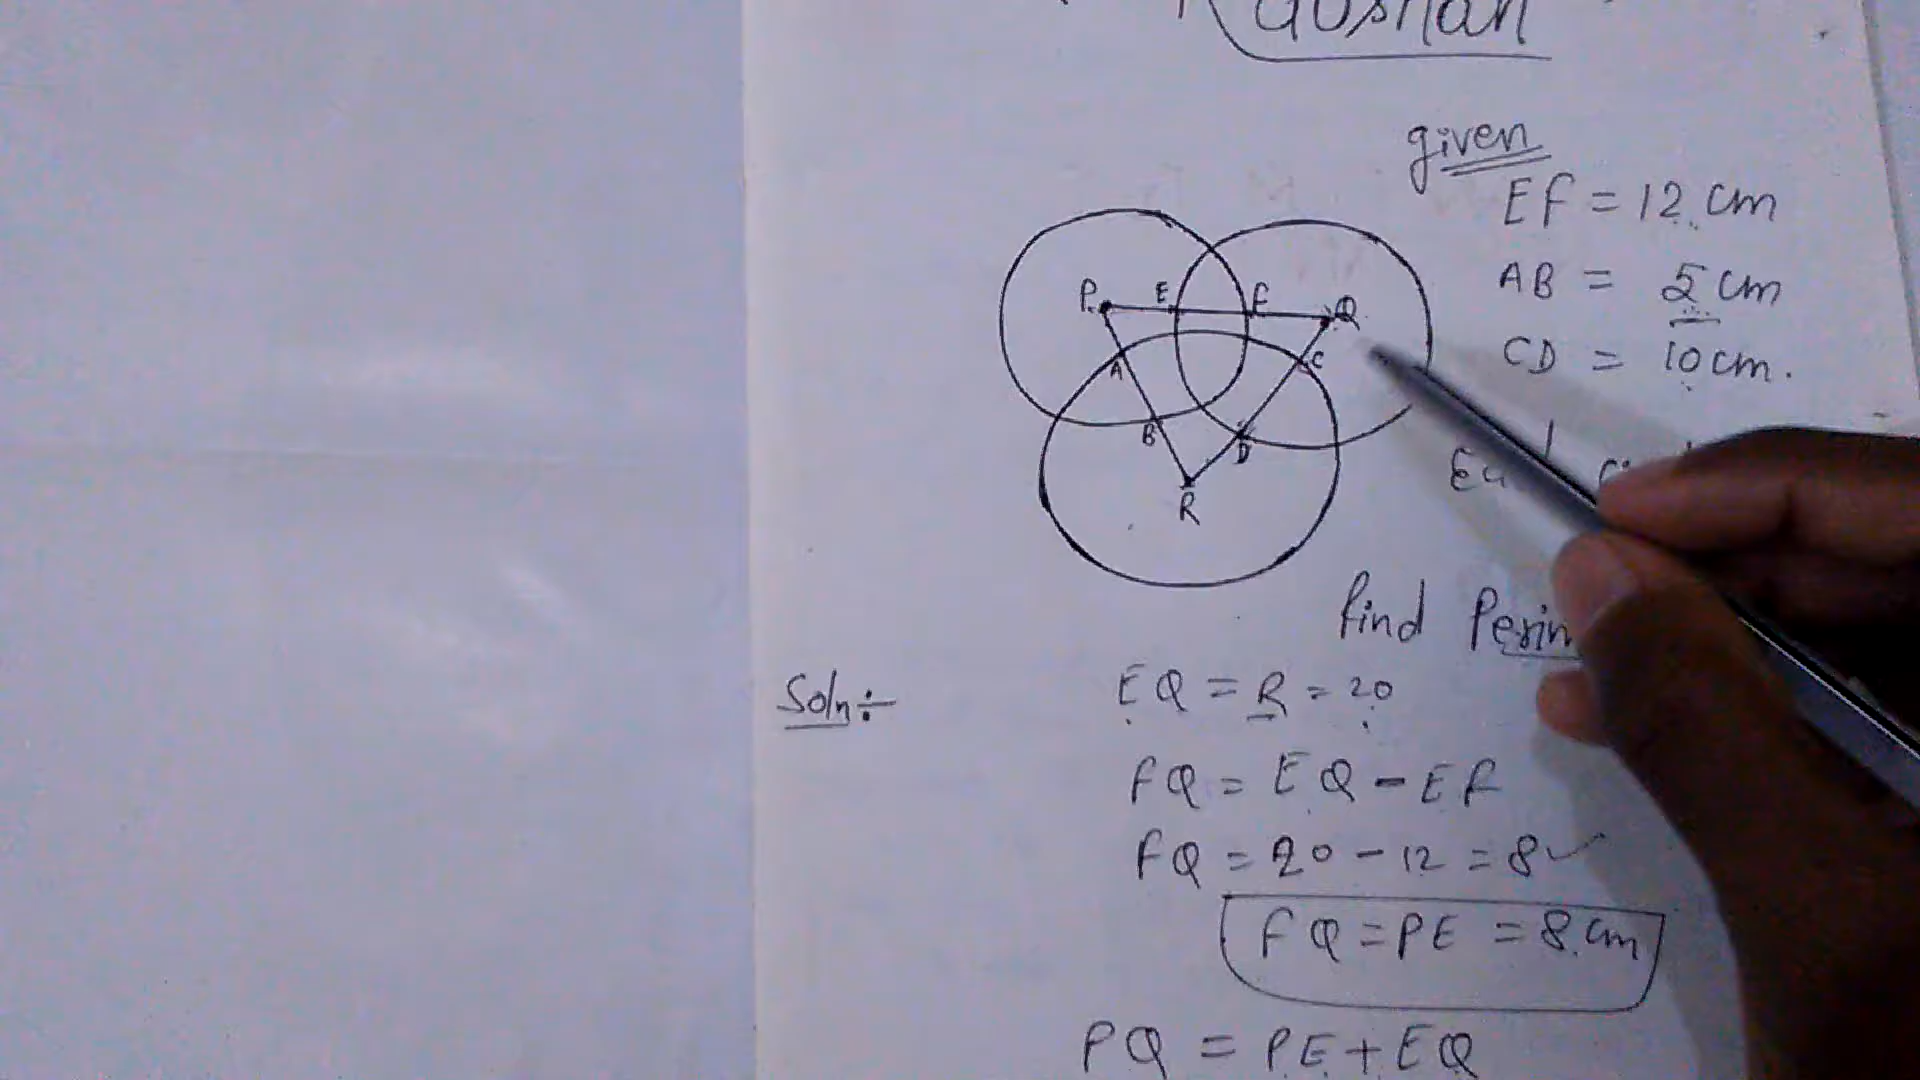 given
EF = 12 cm
AB = 5 cm
CD = 10 cm.
P E F Q
A C
B D
R
find
Soln ÷
EQ = R = 20
FQ = EQ - EF
FQ = 20 - 12 = 8 ✓
FQ = PE = 8 cm
PQ = PE + EQ